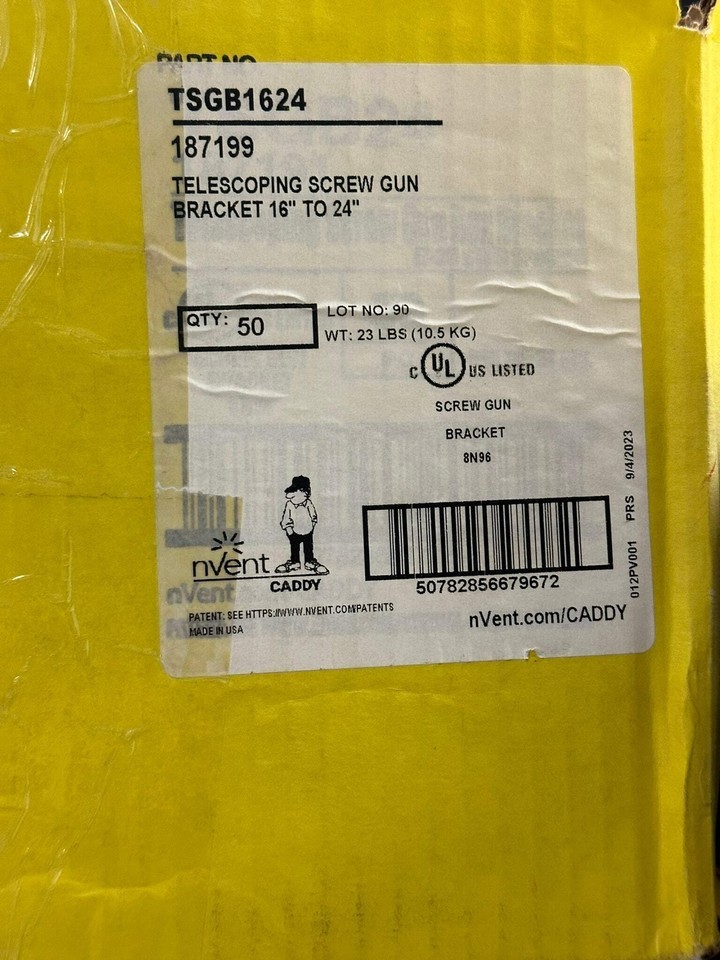 PART NO
TSGB1624
187199
TELESCOPING SCREW GUN
BRACKET 16" TO 24"
QTY: 50
LOT NO: 90
WT: 23 LBS (10.5 KG)
C UL US LISTED
SCREW GUN
BRACKET
8N96
nVent
CADDY
50782856679672
012PV001 PRS 9/4/2023
nVent
PATENT: SEE HTTPS://WWW.NVENT.COM/PATENTS
MADE IN USA
nVent.com/CADDY